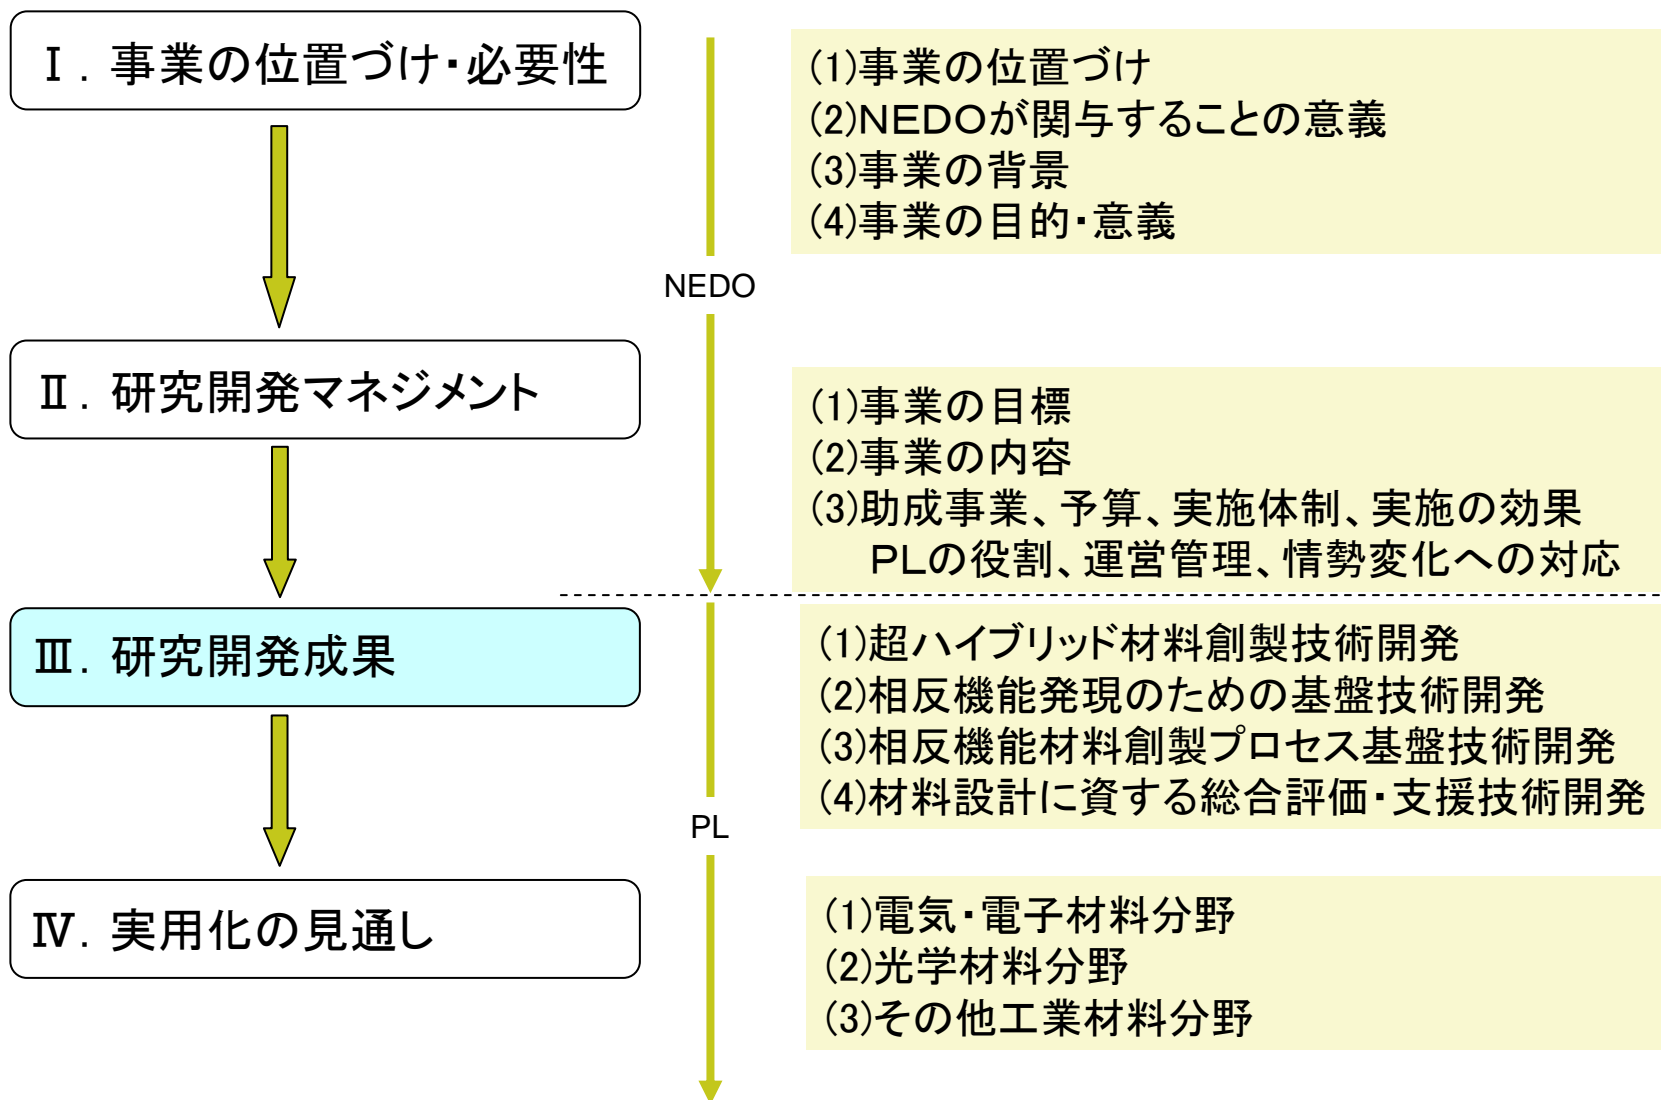 Ⅰ. 事業の位置づけ・必要性
(1)事業の位置づけ
(2)NEDOが関与することの意義
(3)事業の背景
(4)事業の目的・意義
NEDO
Ⅱ. 研究開発マネジメント
(1)事業の目標
(2)事業の内容
(3)助成事業、予算、実施体制、実施の効果
PLの役割、運営管理、情勢変化への対応
Ⅲ. 研究開発成果
(1)超ハイブリッド材料創製技術開発
(2)相反機能発現のための基盤技術開発
(3)相反機能材料創製プロセス基盤技術開発
(4)材料設計に資する総合評価・支援技術開発
PL
Ⅳ. 実用化の見通し
(1)電気・電子材料分野
(2)光学材料分野
(3)その他工業材料分野